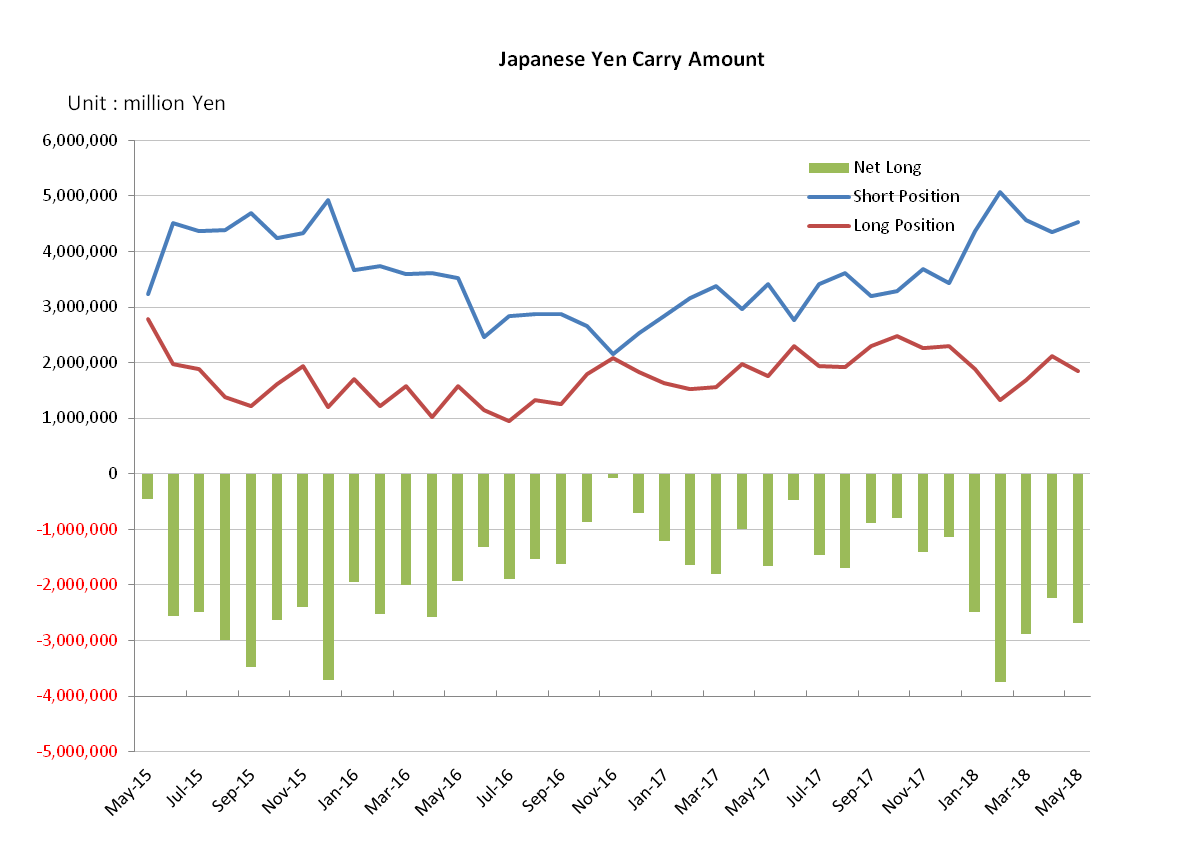 Japanese Yen Carry Amount
Unit : million Yen
6,000,000
5,000,000
4,000,000
3,000,000
2,000,000
1,000,000
0
-1,000,000
-2,000,000
-3,000,000
-4,000,000
-5,000,000
Net Long
Short Position
Long Position
May-15
Jul-15
Sep-15
Nov-15
Jan-16
Mar-16
May-16
Jul-16
Sep-16
Nov-16
Jan-17
Mar-17
May-17
Jul-17
Sep-17
Nov-17
Jan-18
Mar-18
May-18